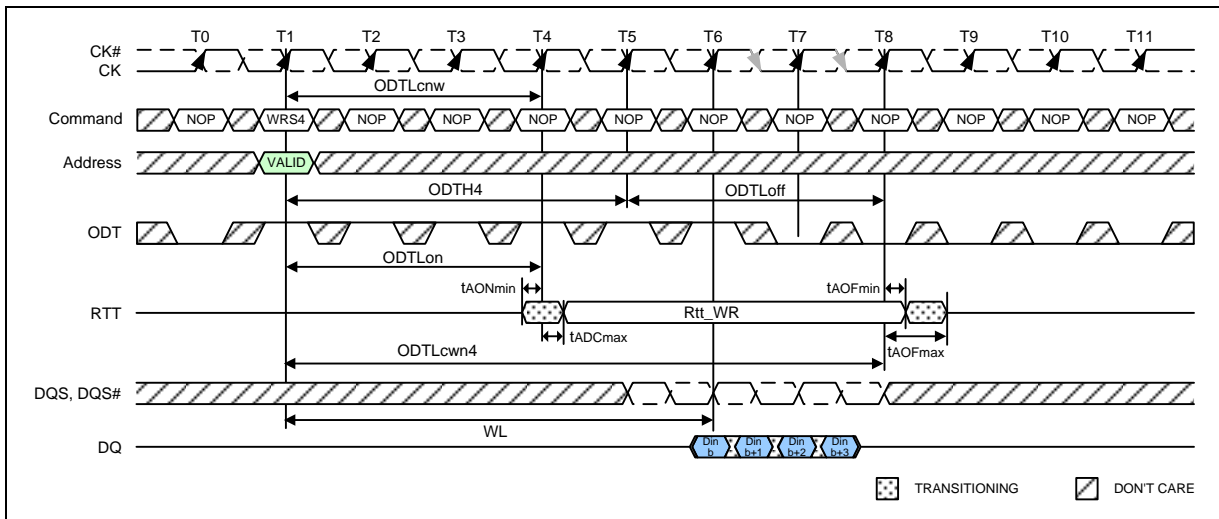 T0 T1 T2 T3 T4 T5 T6 T7 T8 T9 T10 T11
CK#
CK
ODTLcnw
Command NOP WRS4 NOP NOP NOP NOP NOP NOP NOP NOP NOP NOP
Address VALID
ODTH4 ODTLoff
ODT
ODTLon
tAONmin tAOFmin
RTT Rtt_WR
tADCmax tAOFmax
ODTLcwn4
DQS, DQS#
WL
DQ Din b Din b+1 Din b+2 Din b+3
TRANSITIONING DON'T CARE